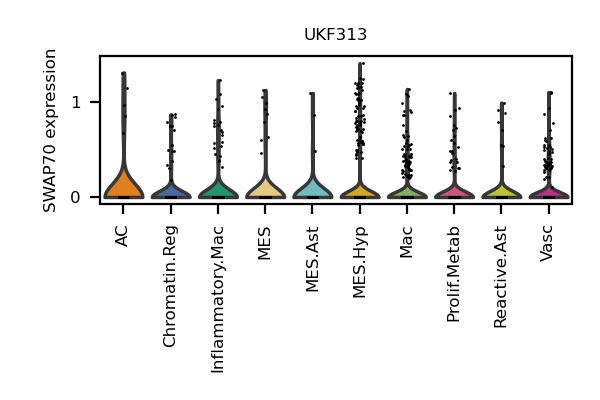 UKF313
SWAP70 expression
1
0
AC
Chromatin.Reg
Inflammatory.Mac
MES
MES.Ast
MES.Hyp
Mac
Prolif.Metab
Reactive.Ast
Vasc